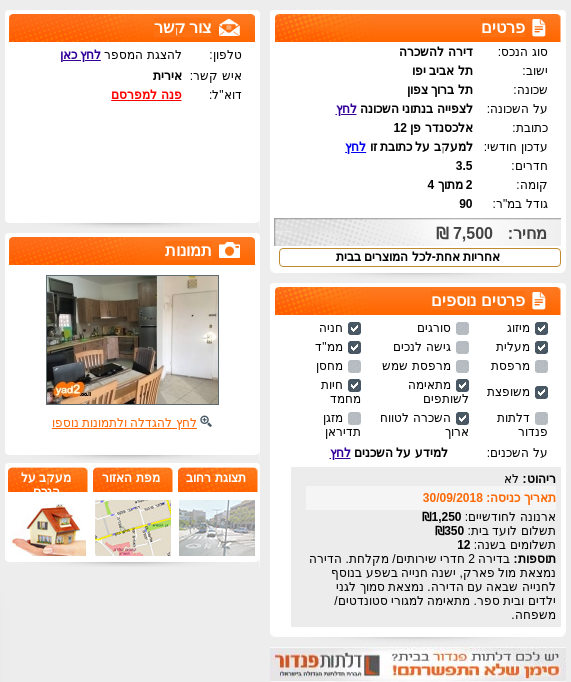 פרטים
סוג הנכס: דירה להשכרה
ישוב: תל אביב יפו
שכונה: תל ברוך צפון
על השכונה: לצפייה בנתוני השכונה לחץ
כתובת: אלכסנדר פן 12
עדכון חודשי: למעקב על כתובת זו לחץ
חדרים: 3.5
קומה: 2 מתוך 4
גודל במ"ר: 90
מחיר: 7,500 ₪
אחריות אחת-לכל המוצרים בבית
פרטים נוספים
מיזוג סורגים חניה
מעלית גישה לנכים ממ"ד
מרפסת מרפסת שמש מחסן
משופצת מתאימה לשותפים חיות מחמד
דלתות פנדור השכרה לטווח ארוך מזגן תדיראן
על השכנים: למידע על השכנים לחץ
ריהוט: לא
תאריך כניסה: 30/09/2018
ארנונה לחודשיים: ₪1,250
תשלום לועד בית: ₪350
תשלומים בשנה: 12
תוספות: בדירה 2 חדרי שירותים/ מקלחת. הדירה
נמצאת מול פארק, ישנה חנייה בשפע בנוסף
לחנייה שבאה עם הדירה. נמצאת סמוך לגני
ילדים ובית ספר. מתאימה למגורי סטונדטים/
משפחה.
יש לכם דלתות פנדור בבית?
סימן שלא התפשרתם!
דלתות פנדור
חברת הדלתות הגדולה בישראל
צור קשר
טלפון: להצגת המספר לחץ כאן
איש קשר: אירית
דוא"ל: פנה למפרסם
תמונות
yad2.co.il
לחץ להגדלה ולתמונות נוספו
תצוגת רחוב
מפת האזור
מעקב על
הנכס